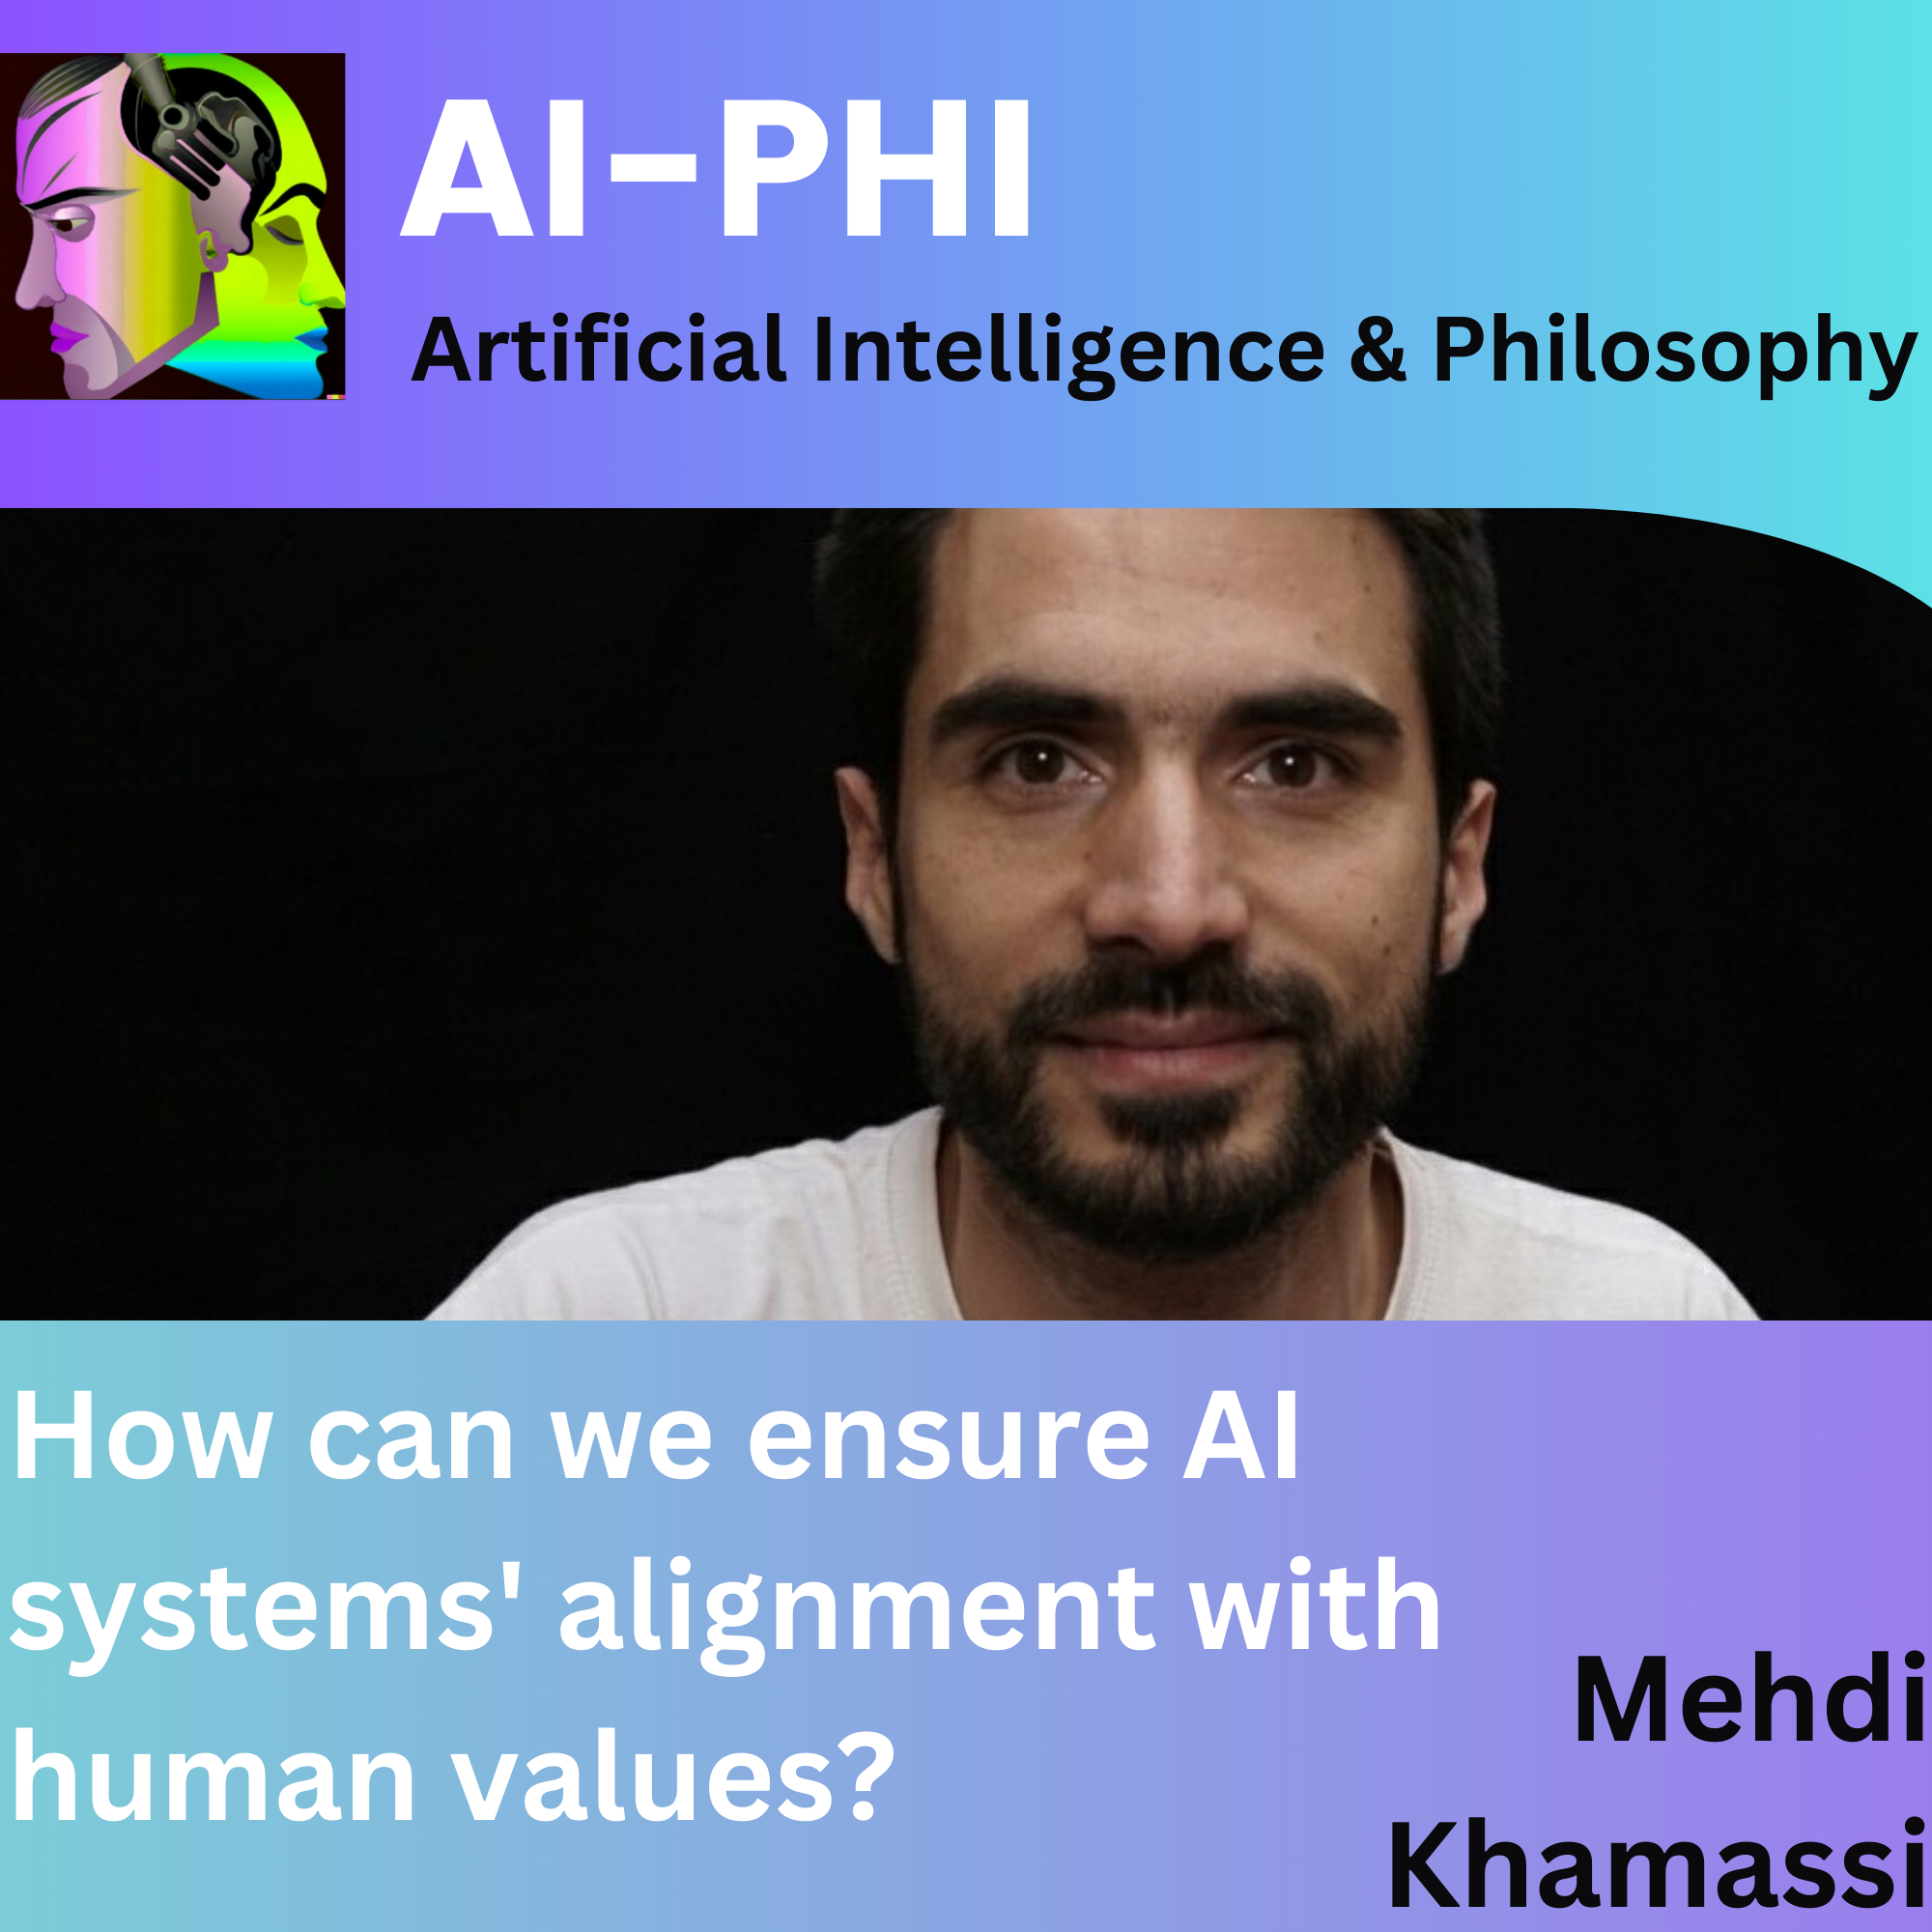 AI–PHI
Artificial Intelligence & Philosophy
How can we ensure AI
systems' alignment with
human values?
Mehdi
Khamassi